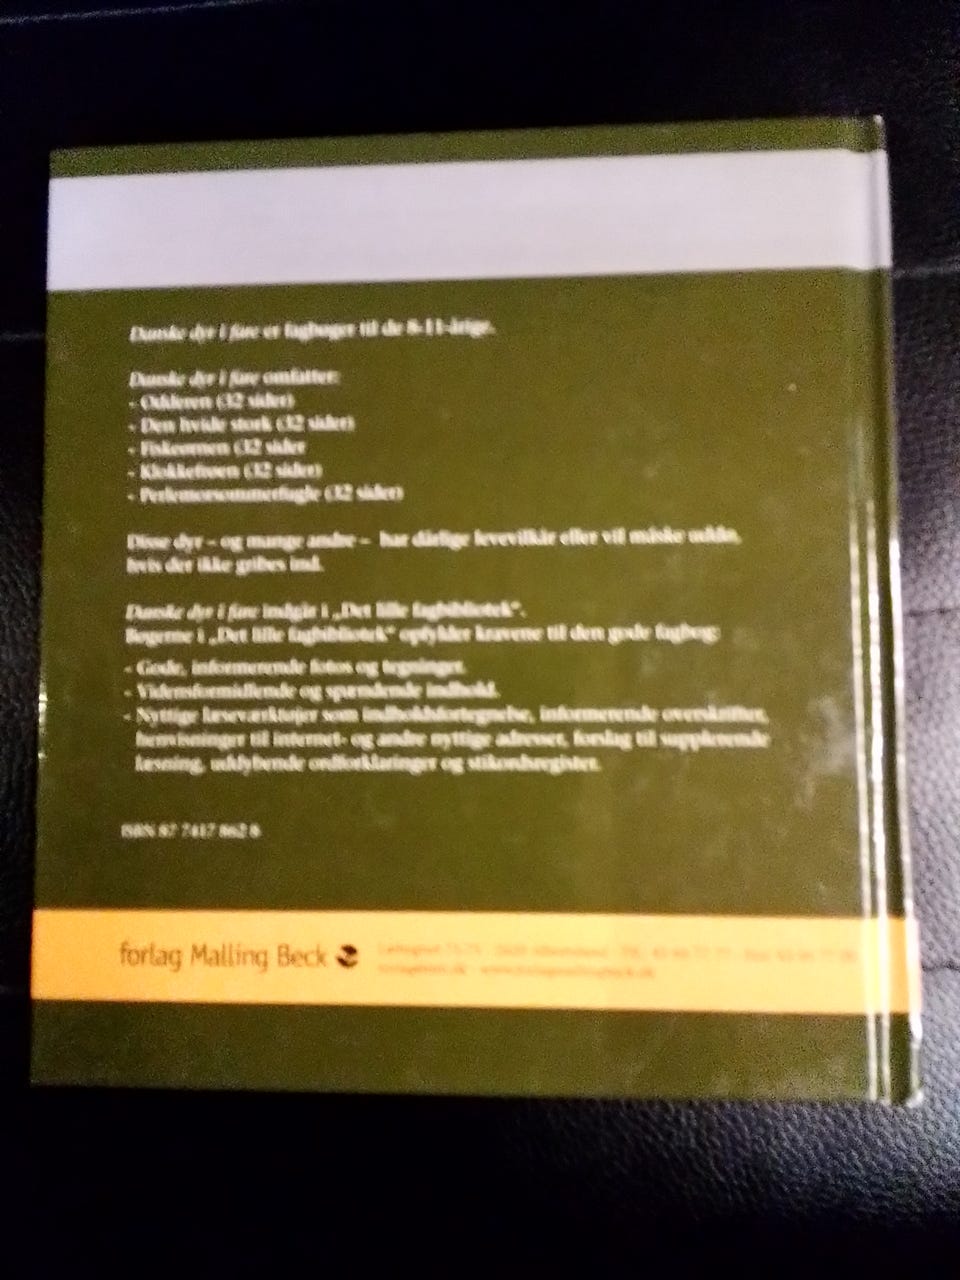 Danske dyr i fare er fagbøger til de 8-11-årige.
Danske dyr i fare omfatter:
- Odderen (32 sider)
- Den hvide stork (32 sider)
- Fiskeørnen (32 sider
- Klokkefrøen (32 sider)
- Perlemorsommerfugle (32 sider)
Disse dyr – og mange andre – har dårlige levevilkår eller vil måske uddø,
hvis der ikke gribes ind.
Danske dyr i fare indgår i „Det lille fagbibliotek“.
Bøgerne i „Det lille fagbibliotek“ opfylder kravene til den gode fagbog:
- Gode, informerende fotos og tegninger.
- Vidensformidlende og spændende indhold.
- Nyttige læseværktøjer som indholdsfortegnelse, informerende overskrifter,
henvisninger til internet- og andre nyttige adresser, forslag til supplerende
læsning, uddybende ordforklaringer og stikordsregister.
ISBN 87 7417 862 8
forlag Malling Beck